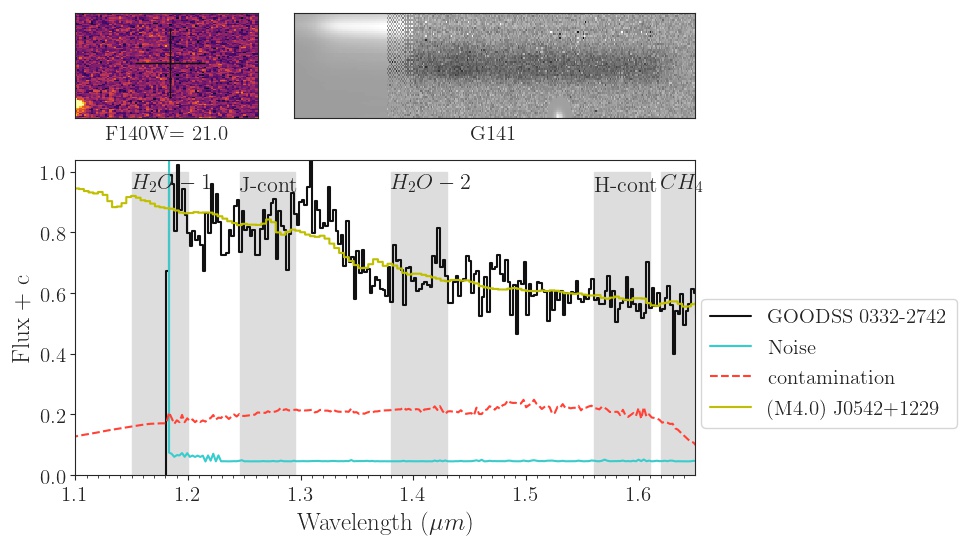 F140W= 21.0
G141
H₂O − 1
J-cont
H₂O − 2
H-cont
CH₄
1.0
0.8
0.6
0.4
0.2
0.0
Flux + c
1.1
1.2
1.3
1.4
1.5
1.6
Wavelength (μm)
GOODSS 0332-2742
Noise
contamination
(M4.0) J0542+1229